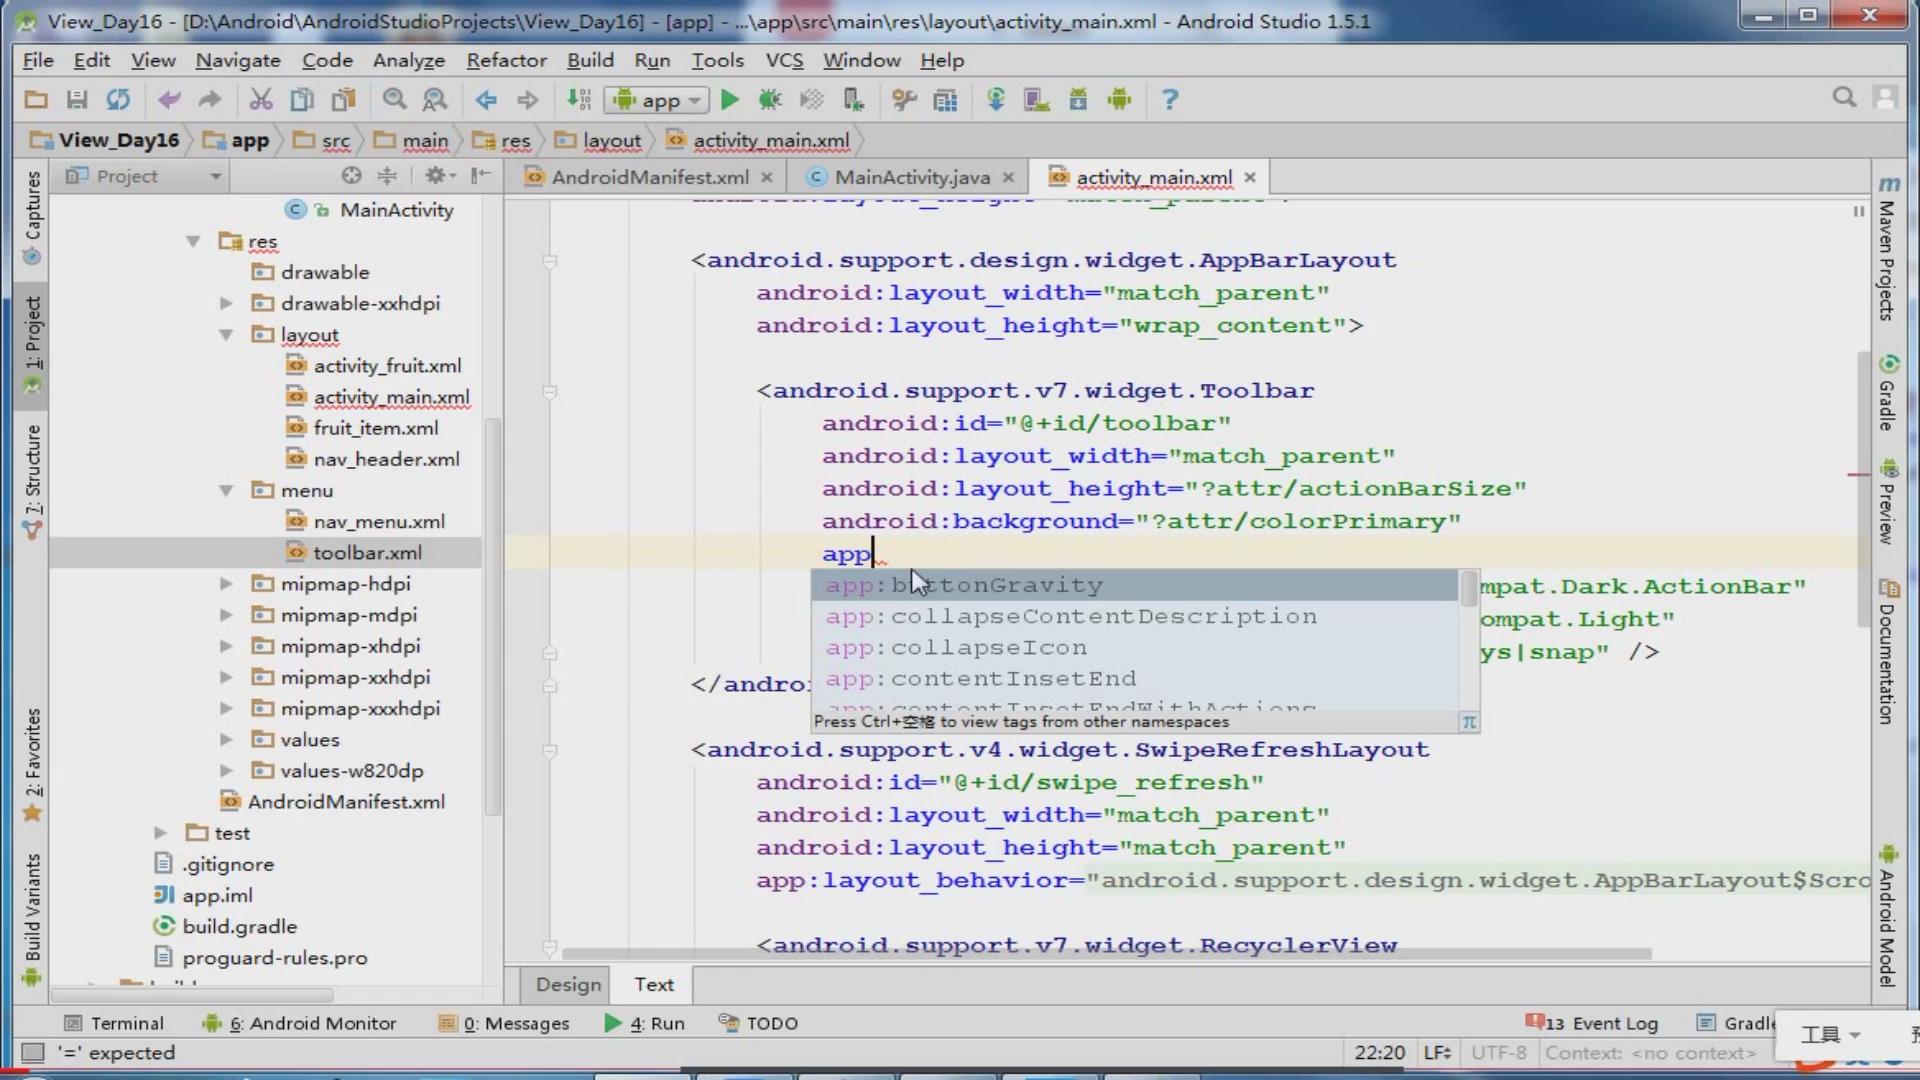 View_Day16 - [D:\Android\AndroidStudioProjects\View_Day16] - [app] - ...\app\src\main\res\layout\activity_main.xml - Android Studio 1.5.1
File Edit View Navigate Code Analyze Refactor Build Run Tools VCS Window Help
app
View_Day16 app src main res layout activity_main.xml
Project
AndroidManifest.xml MainActivity.java activity_main.xml
Captures
1: Project
7: Structure
2: Favorites
Build Variants
MainActivity
res
drawable
drawable-xxhdpi
layout
activity_fruit.xml
activity_main.xml
fruit_item.xml
nav_header.xml
menu
nav_menu.xml
toolbar.xml
mipmap-hdpi
mipmap-mdpi
mipmap-xhdpi
mipmap-xxhdpi
mipmap-xxxhdpi
values
values-w820dp
AndroidManifest.xml
test
.gitignore
app.iml
build.gradle
proguard-rules.pro
<android.support.design.widget.AppBarLayout
android:layout_width="match_parent"
android:layout_height="wrap_content">
<android.support.v7.widget.Toolbar
android:id="@+id/toolbar"
android:layout_width="match_parent"
android:layout_height="?attr/actionBarSize"
android:background="?attr/colorPrimary"
app
app:buttonGravity
mpat.Dark.ActionBar"
app:collapseContentDescription
ompat.Light"
app:collapseIcon
ys|snap" />
app:contentInsetEnd
</andro
app:contentInsetEndWithActions
Press Ctrl+空格 to view tags from other namespaces
π
<android.support.v4.widget.SwipeRefreshLayout
android:id="@+id/swipe_refresh"
android:layout_width="match_parent"
android:layout_height="match_parent"
app:layout_behavior="android.support.design.widget.AppBarLayout$Scro
<android.support.v7.widget.RecyclerView
Design Text
m Maven Projects
Gradle
Preview
Documentation
Android Model
Terminal 6: Android Monitor 0: Messages 4: Run TODO
13 Event Log Gradle
工具
'=' expected
22:20 LF UTF-8 Context: <no context>